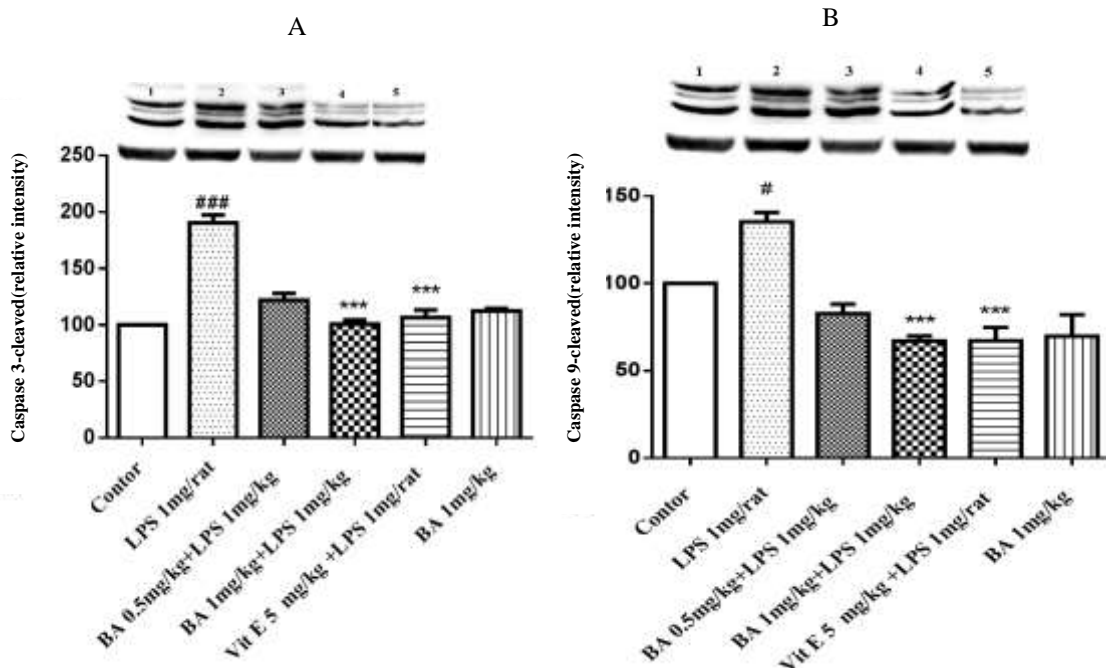 A
1 2 3 4 5
Caspase 3-cleaved(relative intensity)
250
200
150
100
50
0
###
***
***
Contor
LPS 1mg/rat
BA 0.5mg/kg+LPS 1mg/kg
BA 1mg/kg+LPS 1mg/kg
Vit E 5 mg/kg +LPS 1mg/rat
BA 1mg/kg
B
1 2 3 4 5
Caspase 9-cleaved(relative intensity)
150
100
50
0
#
***
***
Contor
LPS 1mg/rat
BA 0.5mg/kg+LPS 1mg/kg
BA 1mg/kg+LPS 1mg/kg
Vit E 5 mg/kg +LPS 1mg/rat
BA 1mg/kg